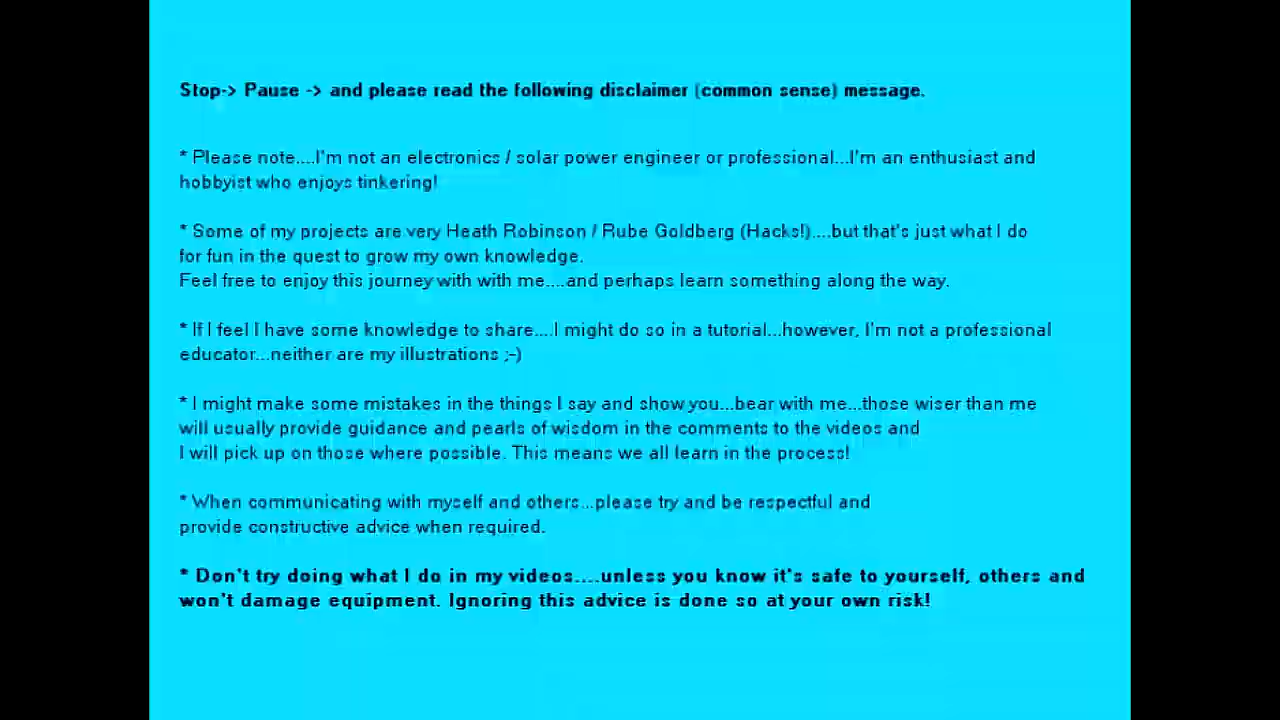 Stop-> Pause -> and please read the following disclaimer (common sense) message.
* Please note....I'm not an electronics / solar power engineer or professional...I'm an enthusiast and
hobbyist who enjoys tinkering!
* Some of my projects are very Heath Robinson / Rube Goldberg (Hacks!)....but that's just what I do
for fun in the quest to grow my own knowledge.
Feel free to enjoy this journey with with me....and perhaps learn something along the way.
* If I feel I have some knowledge to share....I might do so in a tutorial...however, I'm not a professional
educator...neither are my illustrations ;-)
* I might make some mistakes in the things I say and show you...bear with me...those wiser than me
will usually provide guidance and pearls of wisdom in the comments to the videos and
I will pick up on those where possible. This means we all learn in the process!
* When communicating with myself and others...please try and be respectful and
provide constructive advice when required.
* Don't try doing what I do in my videos....unless you know it's safe to yourself, others and
won't damage equipment. Ignoring this advice is done so at your own risk!